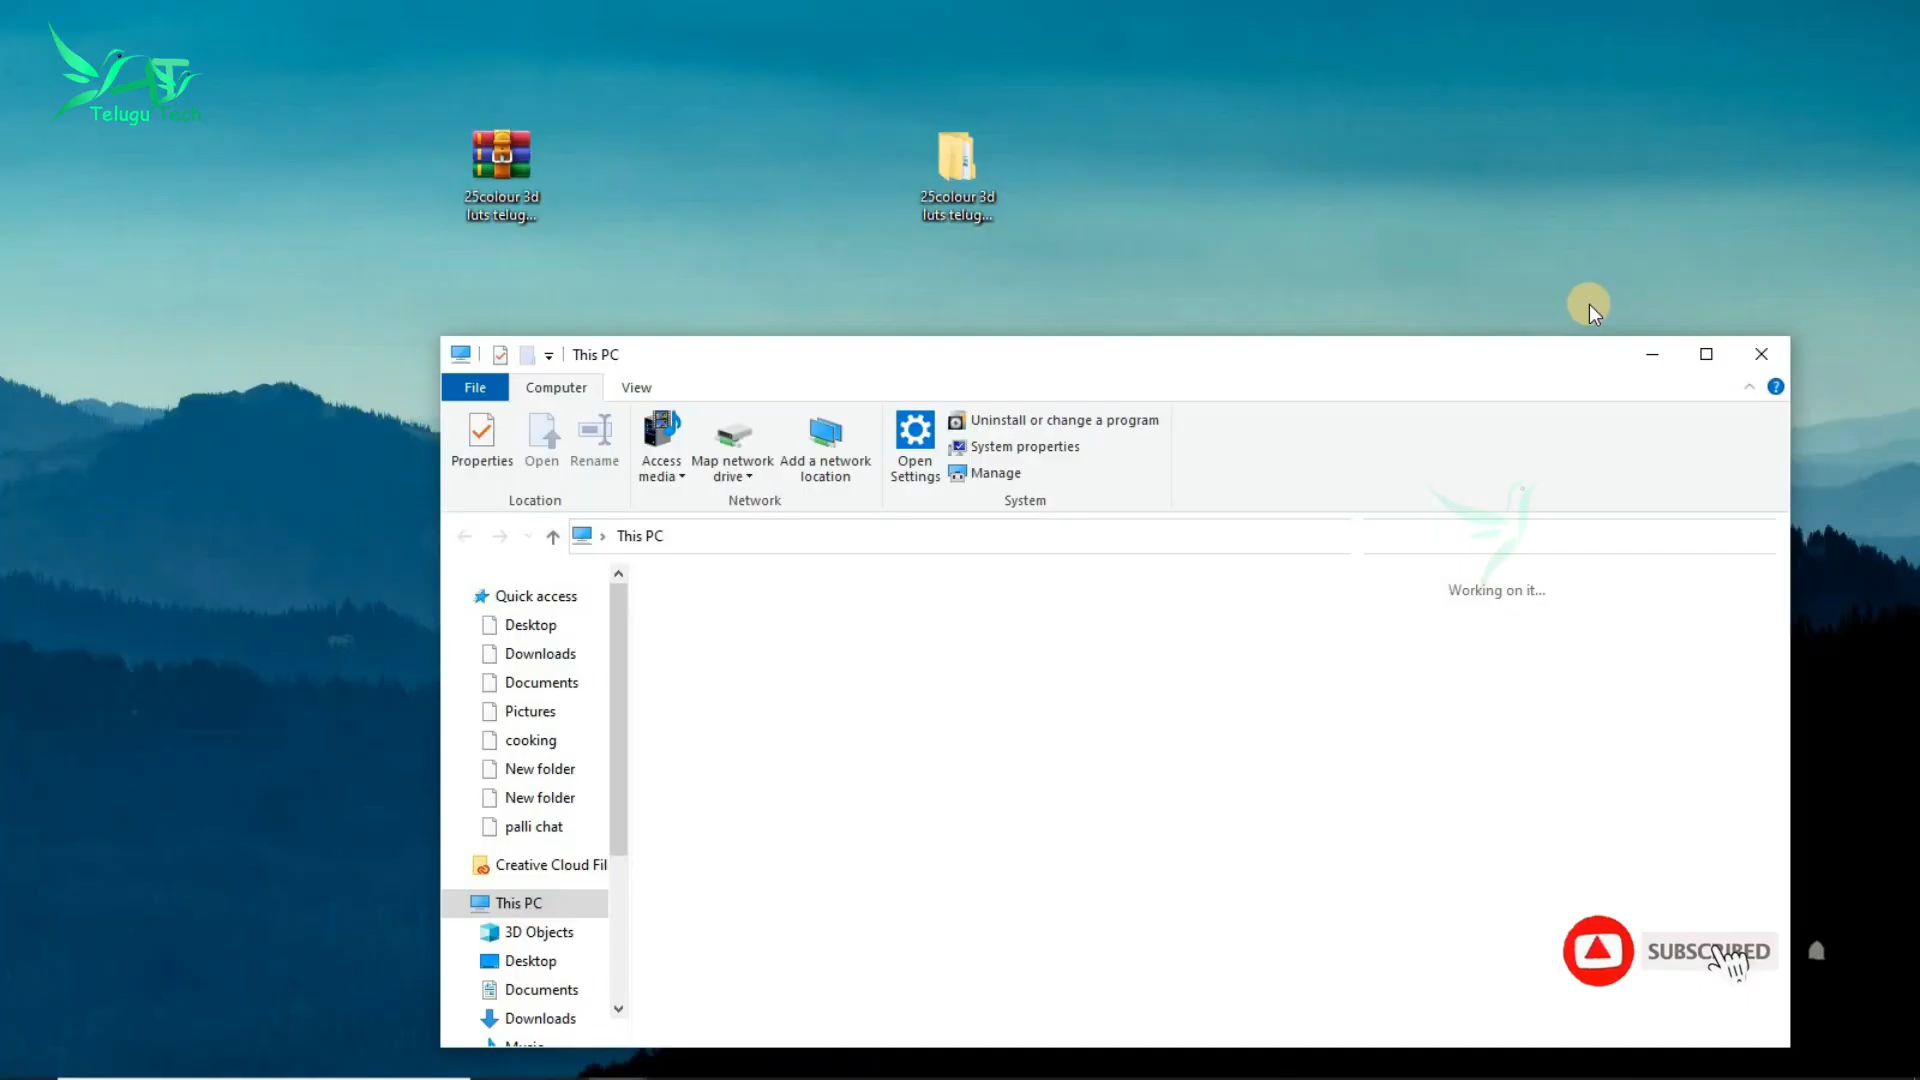 Telugu Tech
25colour 3d
luts telug...
25colour 3d
luts telug...
This PC
File
Computer
View
Properties
Open
Rename
Access
media
Map network
drive
Add a network
location
Open
Settings
Uninstall or change a program
System properties
Manage
Location
Network
System
This PC
Working on it...
Quick access
Desktop
Downloads
Documents
Pictures
cooking
New folder
New folder
palli chat
Creative Cloud Fil
This PC
3D Objects
Desktop
Documents
Downloads
Music
SUBSCRIBED